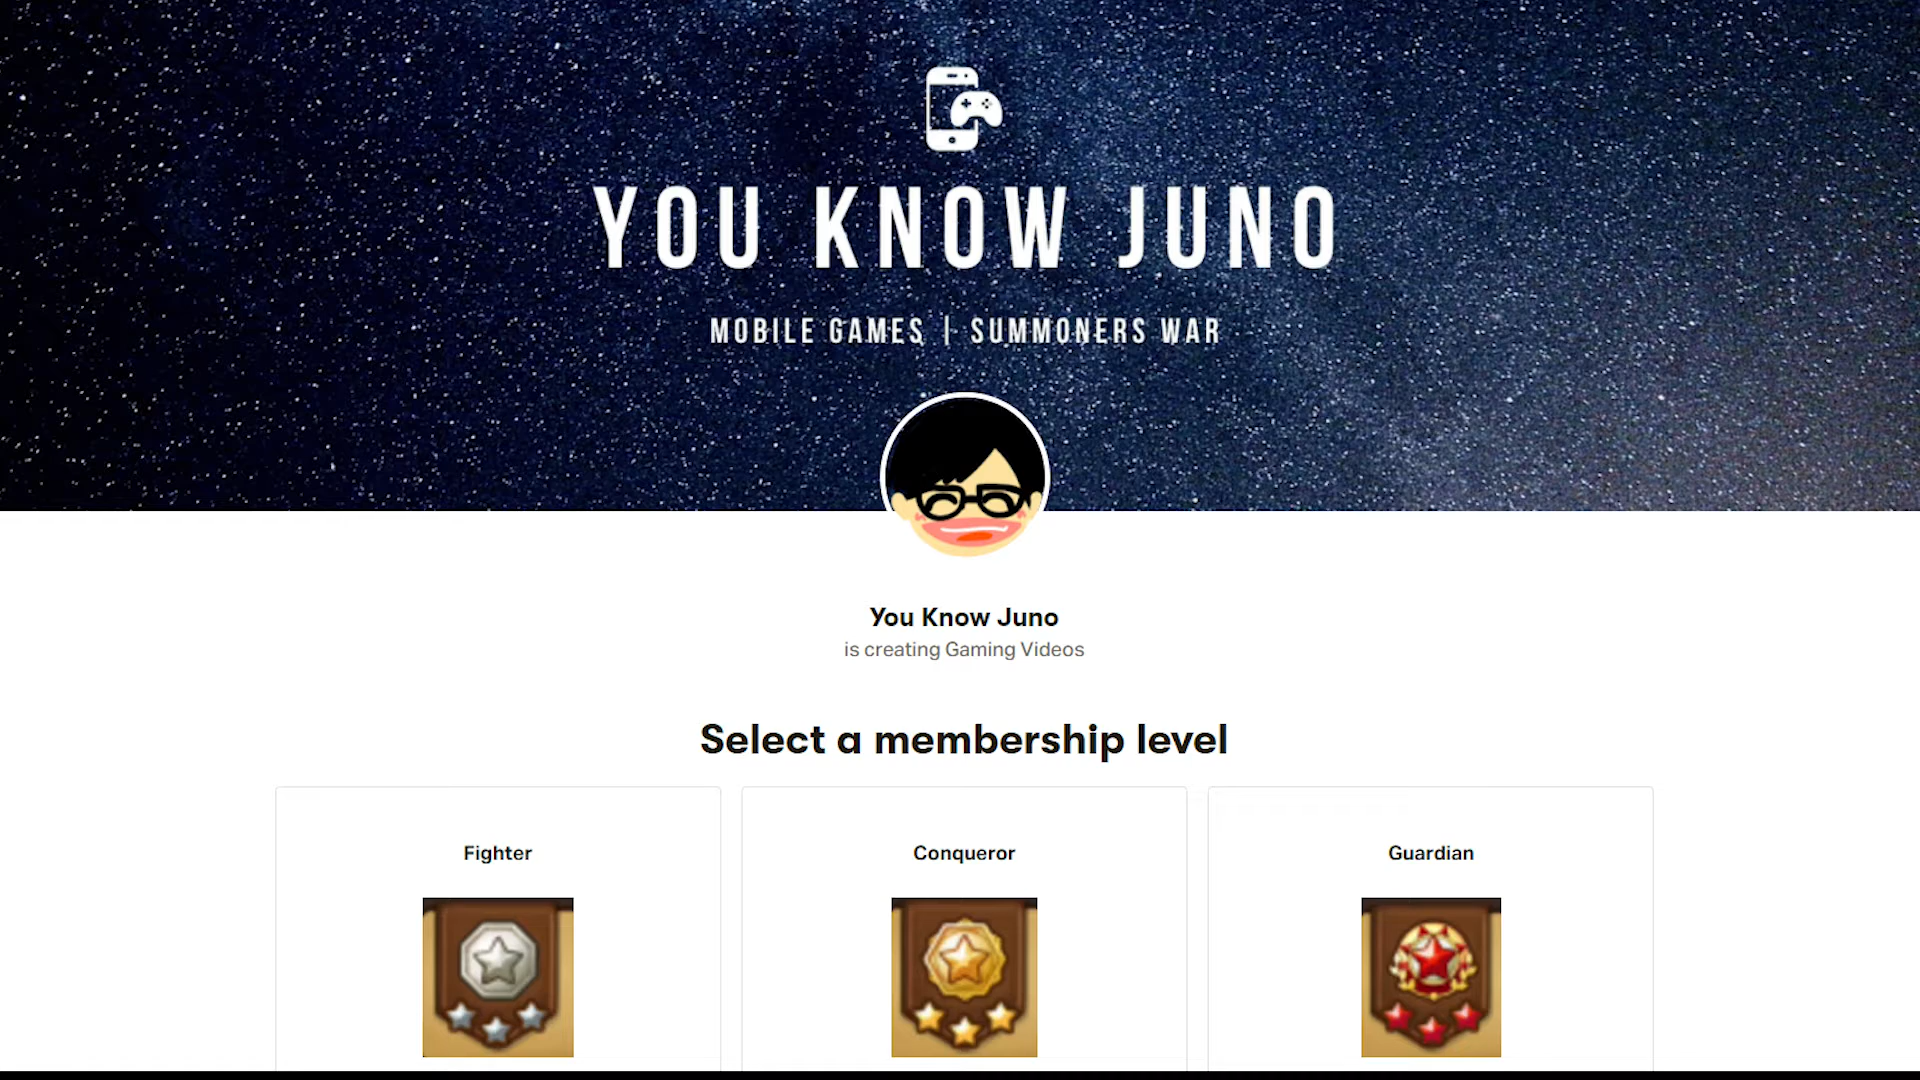 YOU KNOW JUNO
MOBILE GAMES | SUMMONERS WAR
You Know Juno
is creating Gaming Videos
Select a membership level
Fighter
Conqueror
Guardian